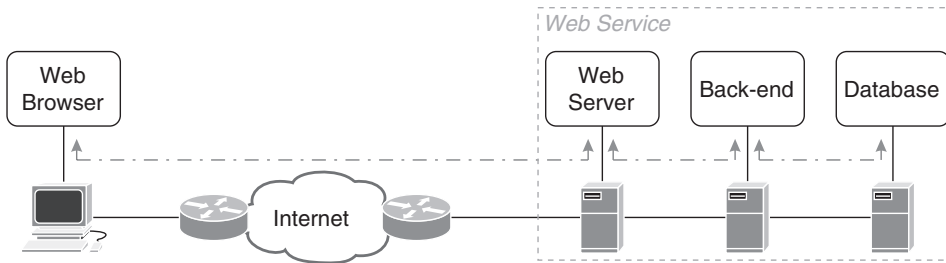 Web Service
Web
Browser
Web
Server
Back-end
Database
Internet